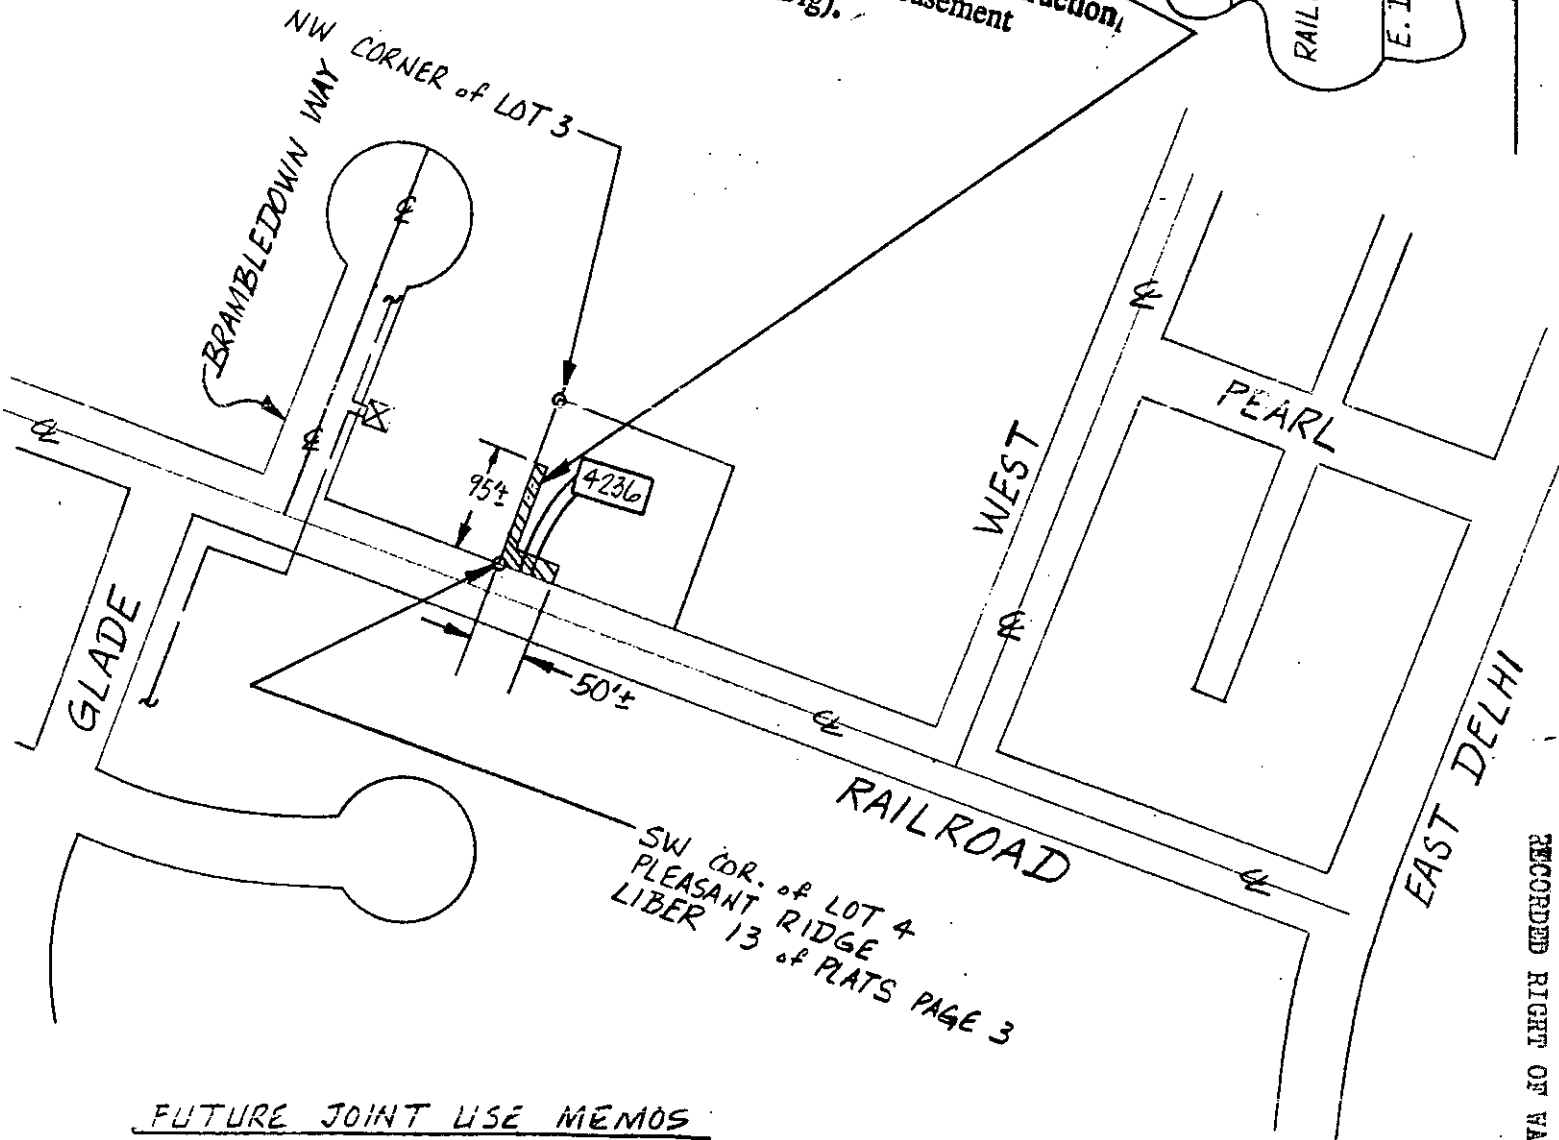 easement
NW CORNER of LOT 3
RAIL
E.
BRAMBLEDOWN WAY
℄
℄
℄
95'±
4236
WEST
℄
℄
PEARL
GLADE
50'±
℄
RAILROAD
℄
EAST DELHI
SW COR. of LOT 4
PLEASANT RIDGE
LIBER 13 of PLATS PAGE 3
FUTURE JOINT USE MEMOS
RECORDED RIGHT OF WA